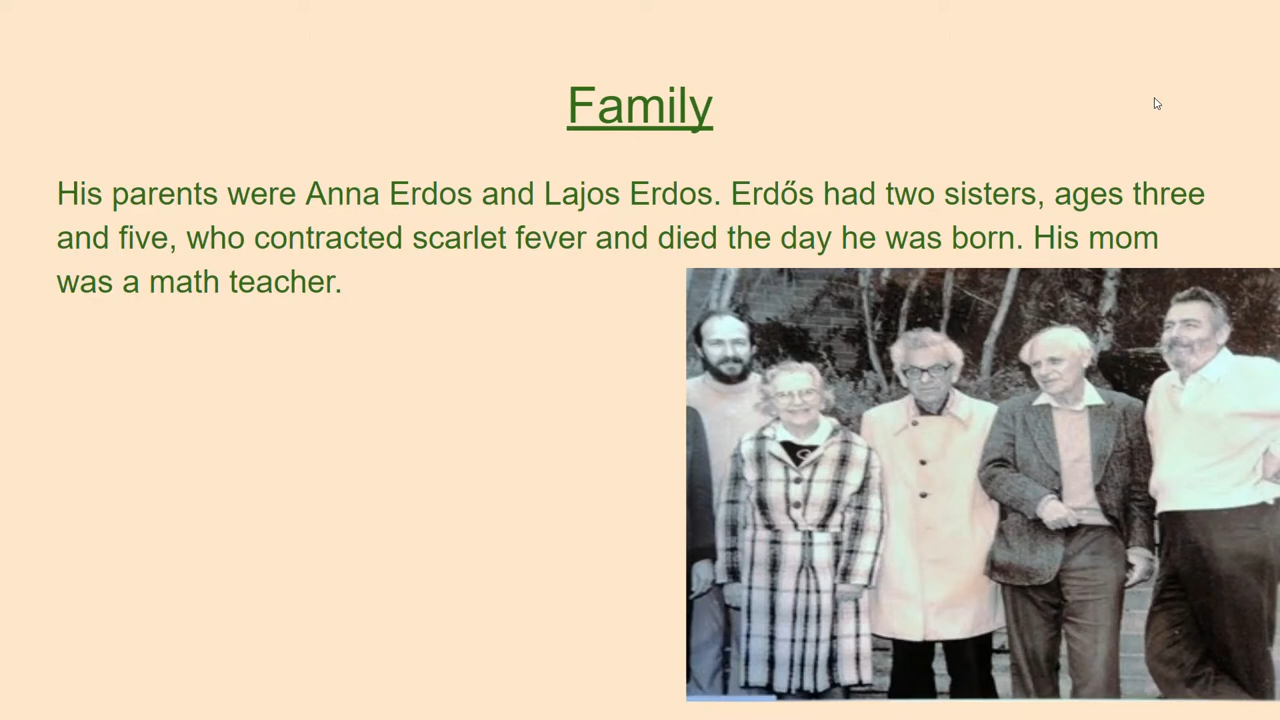 Family
His parents were Anna Erdos and Lajos Erdos. Erdős had two sisters, ages three
and five, who contracted scarlet fever and died the day he was born. His mom
was a math teacher.